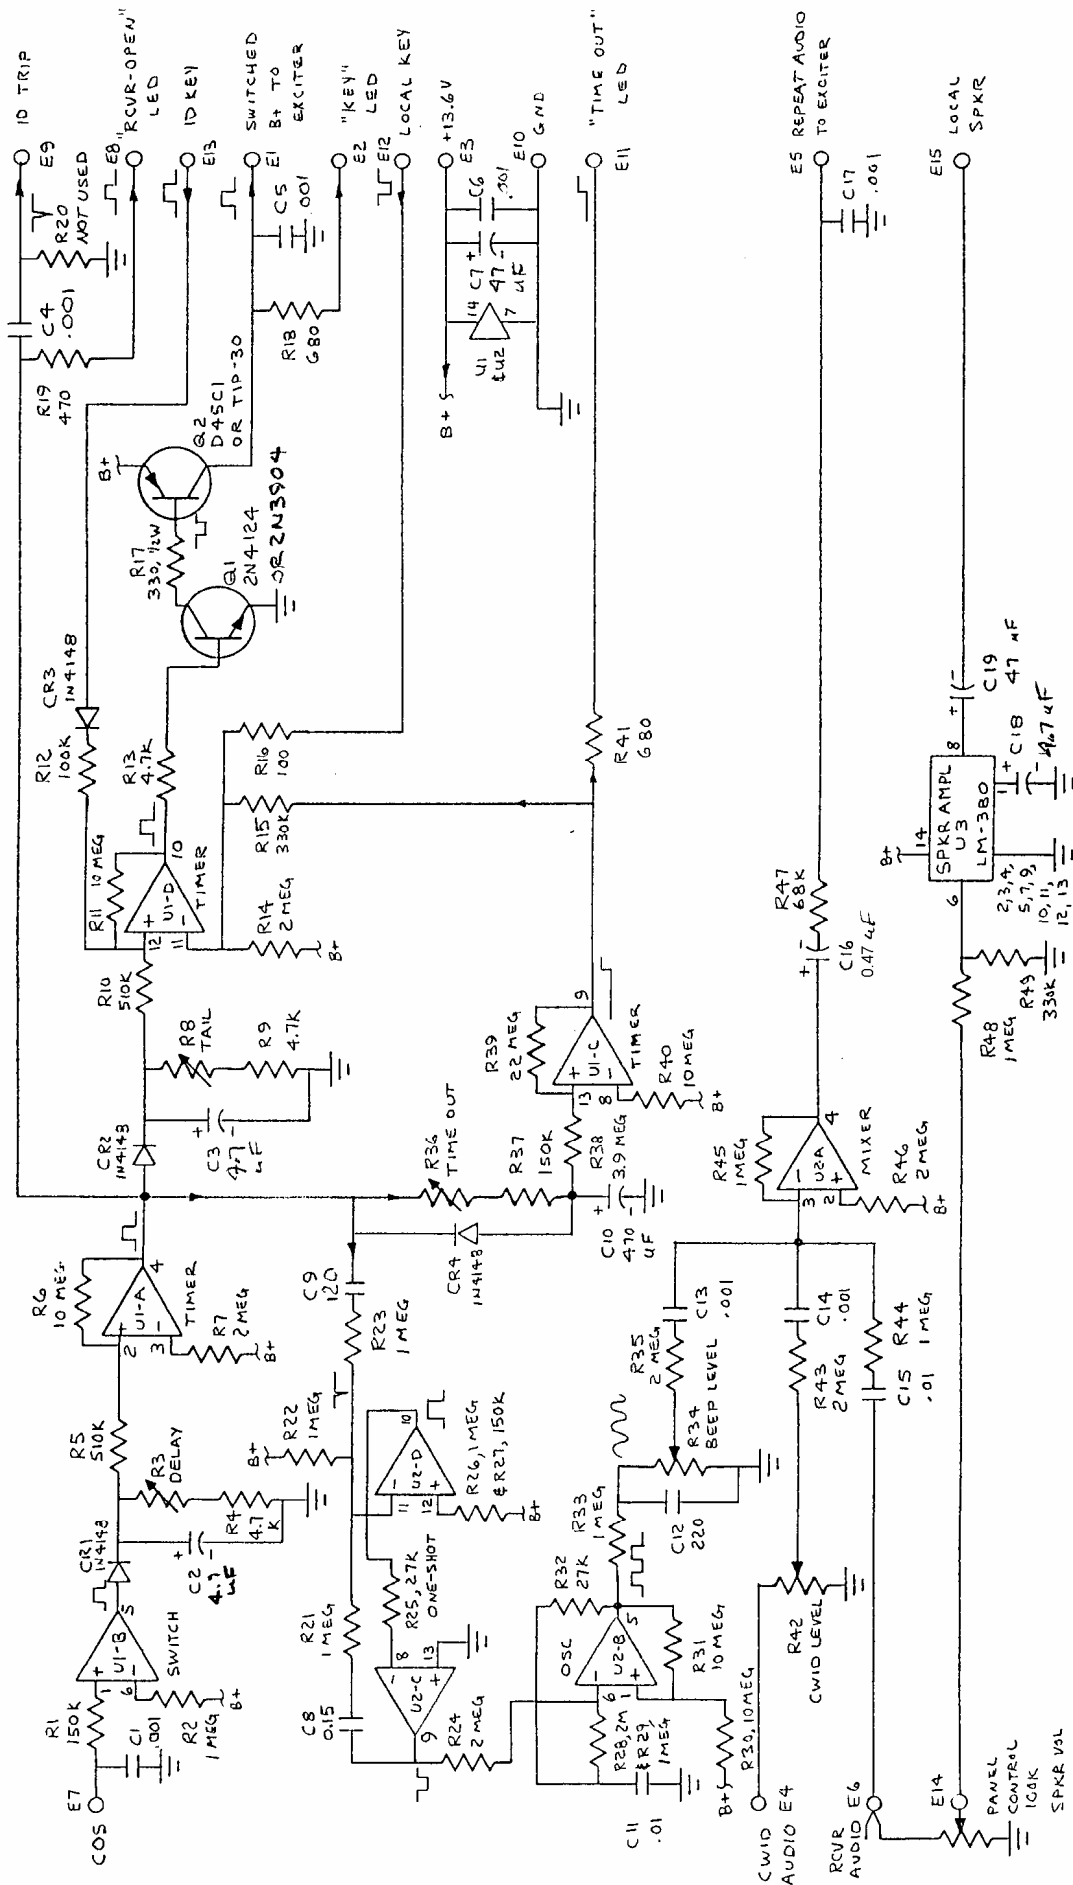 COS
E7
R1
150K
C1
.001
R2
1MEG
B+
1
6
U1-B
5
SWITCH
CR1
1N4148
C2
4.7
uF
R3
DELAY
R4
4.7
K
R5
510K
R6
10 MEG
2
3
U1-A
4
TIMER
R7
2MEG
B+
CR2
1N4148
C3
4.7
uF
R8
TAIL
R9
4.7K
R10
510K
R11
10MEG
12
11
U1-D
10
TIMER
R12
100K
CR3
1N4148
R13
4.7K
R14
2MEG
B+
R15
330K
R16
100
Q1
2N4124
OR 2N3904
R17
330, 1/2W
B+
Q2
D45C1
OR TIP-30
R19
470
C4
.001
R20
NOT USED
R18
680
C5
.001
E9
ID TRIP
E8
"RCVR-OPEN"
LED
E13
ID KEY
E1
SWITCHED
B+ TO
EXCITER
E2
"KEY"
LED
E12
LOCAL KEY
E3
+13.6V
E10
GND
B+
U1
&U2
14
7
C7
47
uF
C6
.001
E11
"TIME OUT"
LED
R21
1MEG
B+
R22
1MEG
C9
120
R23
1MEG
CR4
1N4148
R36
TIME OUT
R37
150K
C10
470
uF
R38
3.9 MEG
R39
22 MEG
13
8
U1-C
9
TIMER
R40
10MEG
B+
R41
680
C8
0.15
9
U2-C
8
13
R25, 27K
ONE-SHOT
11
12
U2-D
10
R26, 1MEG
&R27, 150K
B+
R24
2MEG
R28, 2M
&R29,
1MEG
C11
.01
OSC
6
1
U2-B
5
R32
27K
R31
10MEG
R30, 10MEG
B+
R33
1MEG
C12
220
R34
BEEP LEVEL
R35
2 MEG
C13
.001
CWID
AUDIO E4
R42
CWID LEVEL
R43
2MEG
C14
.001
RCVR
AUDIO E6
C15
.01
R44
1MEG
R45
1MEG
3
2
U2A
4
MIXER
R46
2MEG
B+
C16
0.47 uF
R47
68K
C17
.001
E5 REPEAT AUDIO
TO EXCITER
E14
PANEL
CONTROL
100K
SPKR VOL
R48
1MEG
R49
330K
B+
14
6
SPKR AMPL
U3
LM-380
8
1
2,3,4,
5,7,9,
10,11,
12,13
C18
4.7 uF
C19
47 uF
E15
LOCAL
SPKR